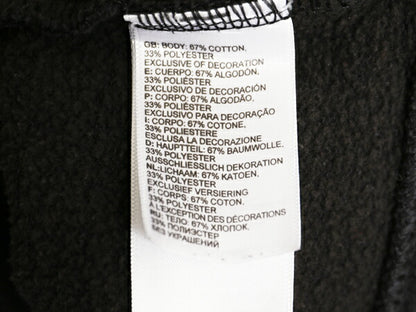 GB: BODY: 67% COTTON,
33% POLYESTER
EXCLUSIVE OF DECORATION
E: CUERPO: 67% ALGODÓN,
33% POLIÉSTER
EXCLUSIVO DE DECORACIÓN
P: CORPO: 67% ALGODÃO,
33% POLIÉSTER
EXCLUSIVO PARA DECORAÇÃO
I: CORPO: 67% COTONE,
33% POLIESTERE
ESCLUSA LA DECORAZIONE
D: HAUPTTEIL: 67% BAUMWOLLE,
33% POLYESTER
AUSSCHLIESSLICH DEKORATION
NL:LICHAAM: 67% KATOEN,
33% POLYESTER
EXCLUSIEF VERSIERING
F: CORPS: 67% COTON,
33% POLYESTER
À L'EXCEPTION DES DÉCORATIONS
RU: ТЕЛО: 67% ХЛОПОК,
33% ПОЛИЭСТЕР
БЕЗ УКРАШЕНИЙ